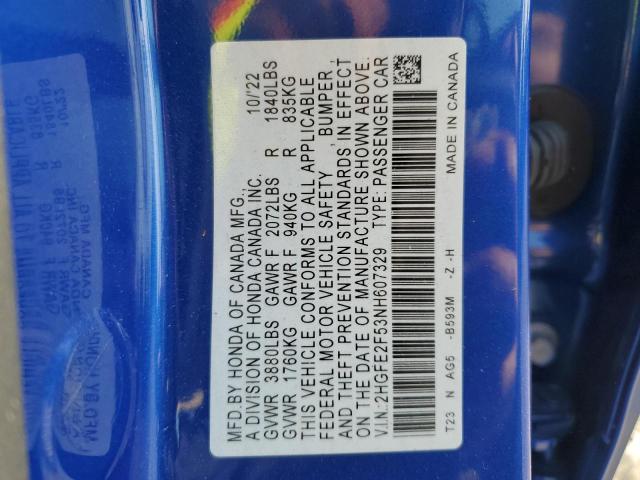 MFD.BY HONDA OF CANADA MFG., 10/22
A DIVISION OF HONDA CANADA INC.
GVWR 3880LBS GAWR F 2072LBS R 1840LBS
GVWR 1760KG GAWR F 940KG R 835KG
THIS VEHICLE CONFORMS TO ALL APPLICABLE
FEDERAL MOTOR VEHICLE SAFETY , BUMPER,
AND THEFT PREVENTION STANDARDS IN EFFECT
ON THE DATE OF MANUFACTURE SHOWN ABOVE.
V.I.N:2HGFE2F53NH607329 TYPE: PASSENGER CAR
T23 N AG5 -B593M -Z -H MADE IN CANADA